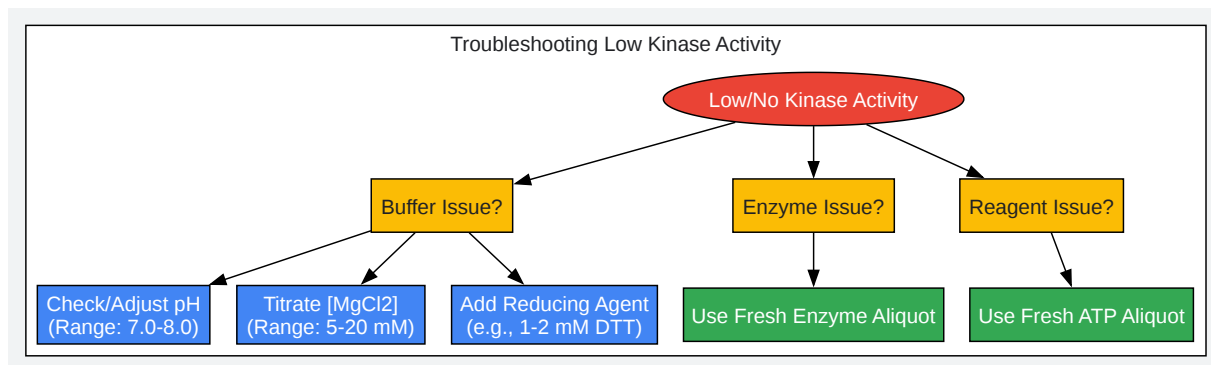 Troubleshooting Low Kinase Activity
Low/No Kinase Activity
Buffer Issue?
Enzyme Issue?
Reagent Issue?
Check/Adjust pH
(Range: 7.0-8.0)
Titrate [MgCl2]
(Range: 5-20 mM)
Add Reducing Agent
(e.g., 1-2 mM DTT)
Use Fresh Enzyme Aliquot
Use Fresh ATP Aliquot